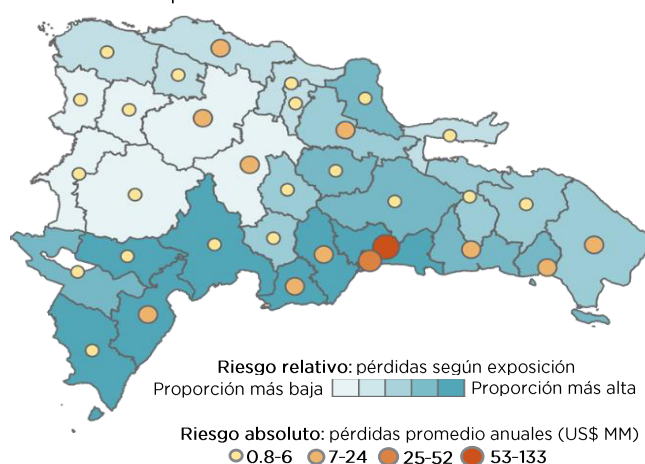 Riesgo relativo: pérdidas según exposición
Proporción más baja Proporción más alta
Riesgo absoluto: pérdidas promedio anuales (US$ MM)
0.8-6 7-24 25-52 53-133